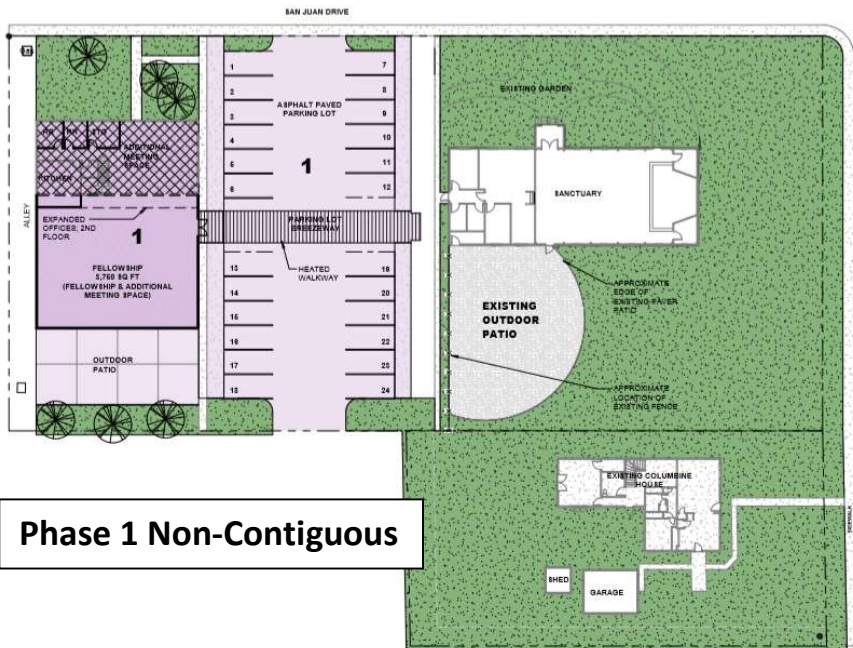 SAN JUAN DRIVE
1
2
3
4
5
6
ASPHALT PAVED
PARKING LOT
1
7
8
9
10
11
12
EXISTING GARDEN
SANCTUARY
RR
RR
STG
ADDITIONAL
MEETING
SPACE
KITCHEN
ALLEY
EXPANDED
OFFICES, 2ND
FLOOR
1
FELLOWSHIP
5,760 SQ FT
(FELLOWSHIP & ADDITIONAL
MEETING SPACE)
PARKING LOT
BREEZEWAY
HEATED
WALKWAY
13
14
15
16
17
18
19
20
21
22
23
24
OUTDOOR
PATIO
EXISTING
OUTDOOR
PATIO
APPROXIMATE
EDGE OF
EXISTING PAVER
PATIO
APPROXIMATE
LOCATION OF
EXISTING FENCE
EXISTING COLUMBINE
HOUSE
SHED
GARAGE
SIDEWALK
Phase 1 Non-Contiguous